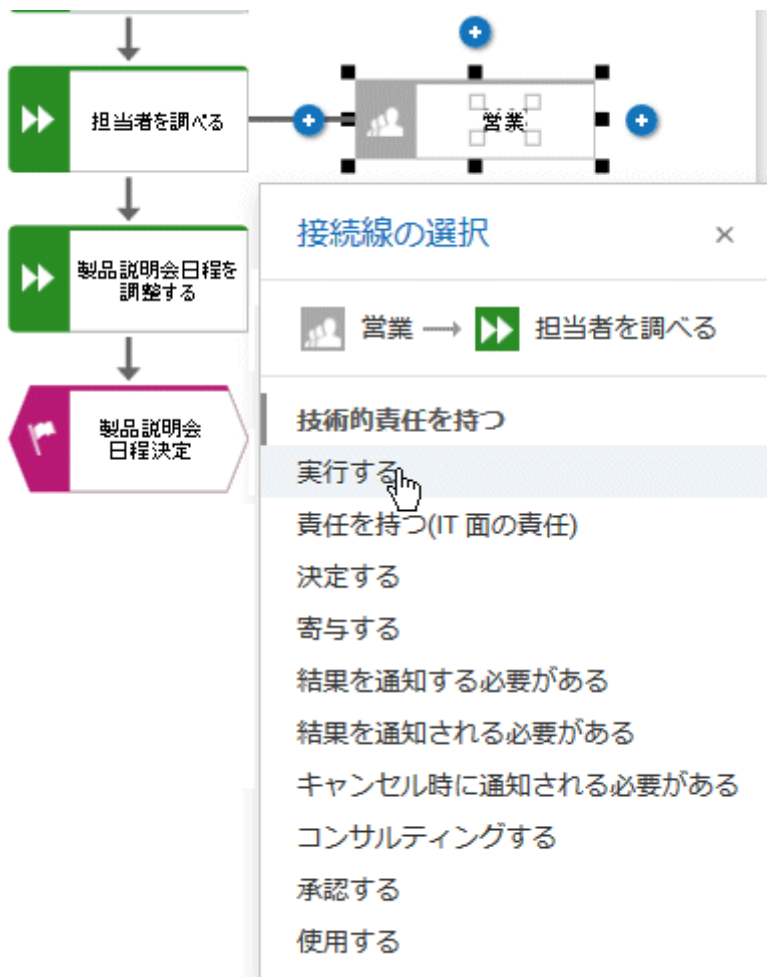 担当者を調べる
営業
接続線の選択
×
営業 → 担当者を調べる
製品説明会日程を
調整する
製品説明会
日程決定
技術的責任を持つ
実行する
責任を持つ(IT 面の責任)
決定する
寄与する
結果を通知する必要がある
結果を通知される必要がある
キャンセル時に通知される必要がある
コンサルティングする
承認する
使用する